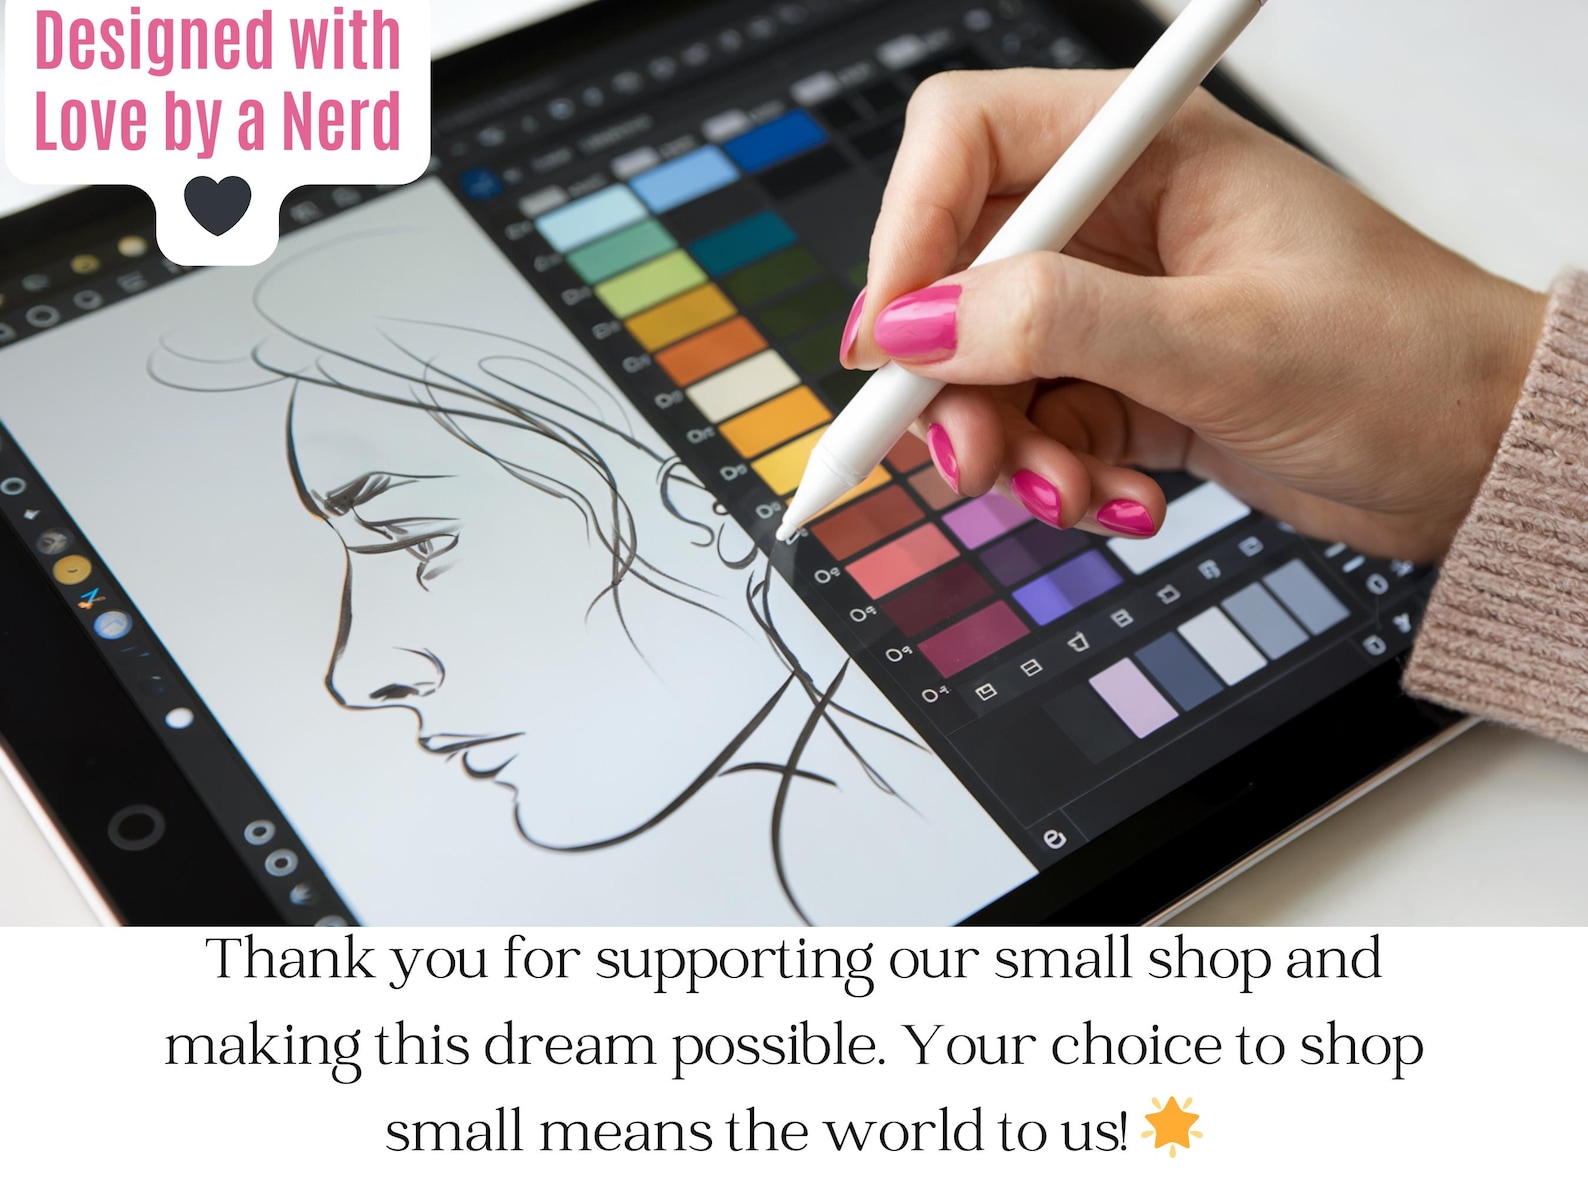 Designed with
Love by a Nerd
Thank you for supporting our small shop and
making this dream possible. Your choice to shop
small means the world to us!